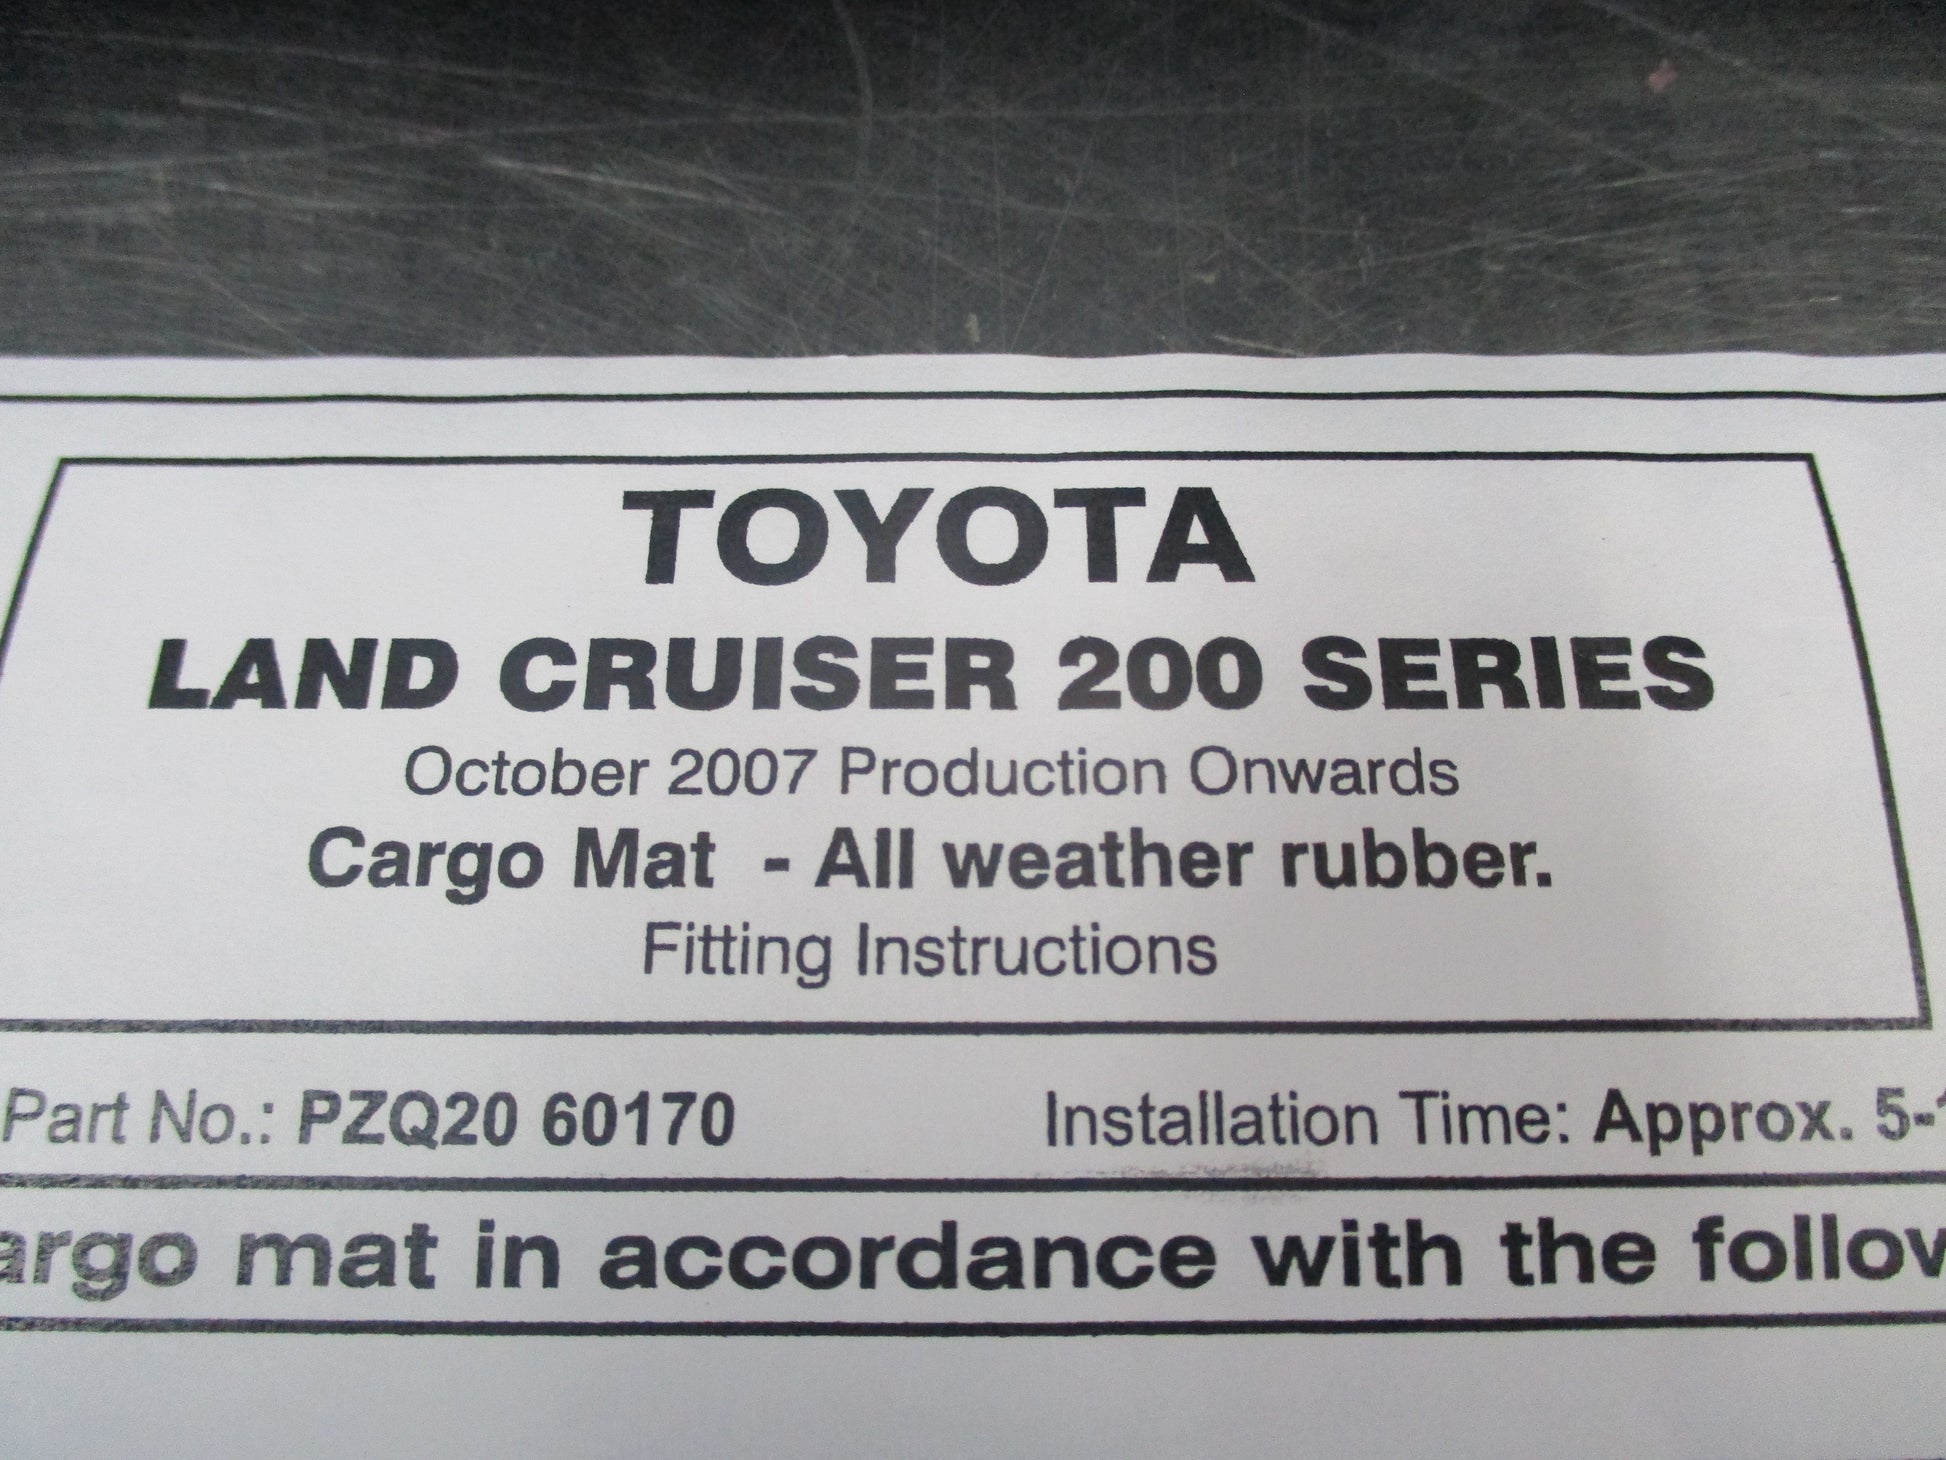 TOYOTA
LAND CRUISER 200 SERIES
October 2007 Production Onwards
Cargo Mat - All weather rubber.
Fitting Instructions
Part No.: PZQ20 60170 Installation Time: Approx. 5-
mat in accordance with the